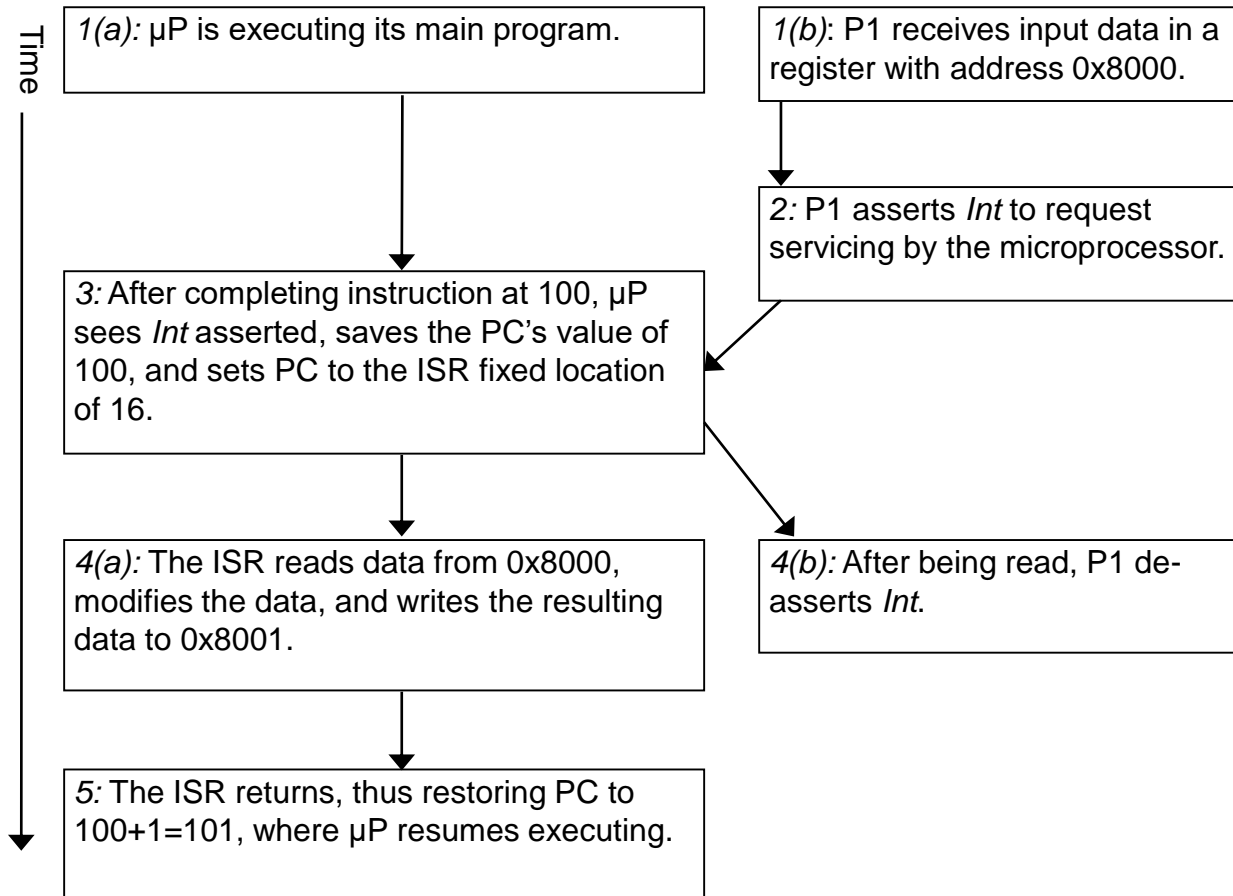 Time
1(a): μP is executing its main program.
1(b): P1 receives input data in a
register with address 0x8000.
2: P1 asserts Int to request
servicing by the microprocessor.
3: After completing instruction at 100, μP
sees Int asserted, saves the PC’s value of
100, and sets PC to the ISR fixed location
of 16.
4(a): The ISR reads data from 0x8000,
modifies the data, and writes the resulting
data to 0x8001.
4(b): After being read, P1 de-
asserts Int.
5: The ISR returns, thus restoring PC to
100+1=101, where μP resumes executing.